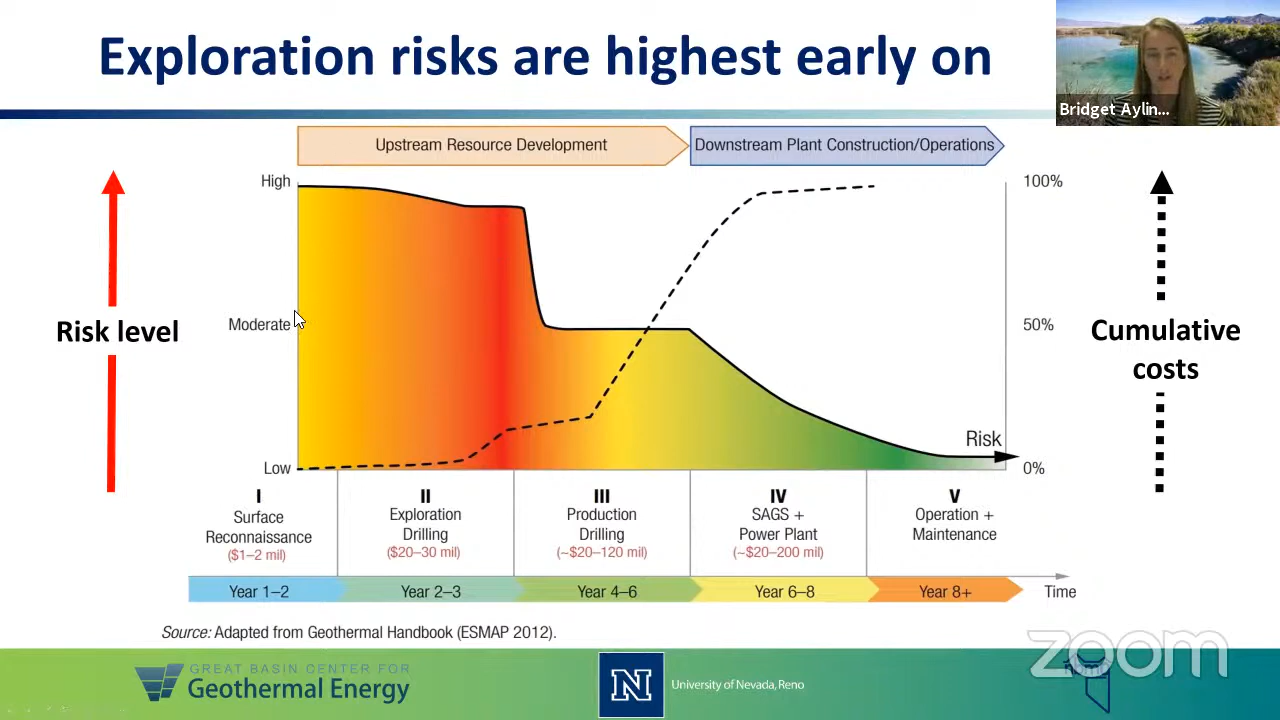 Exploration risks are highest early on
Bridget Aylin...
Upstream Resource Development
Downstream Plant Construction/Operations
High
Moderate
Low
100%
50%
0%
Risk level
Cumulative
costs
Risk
I
Surface
Reconnaissance
($1–2 mil)
II
Exploration
Drilling
($20–30 mil)
III
Production
Drilling
(~$20–120 mil)
IV
SAGS +
Power Plant
(~$20–200 mil)
V
Operation +
Maintenance
Year 1–2
Year 2–3
Year 4–6
Year 6–8
Year 8+
Time
Source: Adapted from Geothermal Handbook (ESMAP 2012).
GREAT BASIN CENTER FOR
Geothermal Energy
N
University of Nevada, Reno
zoom